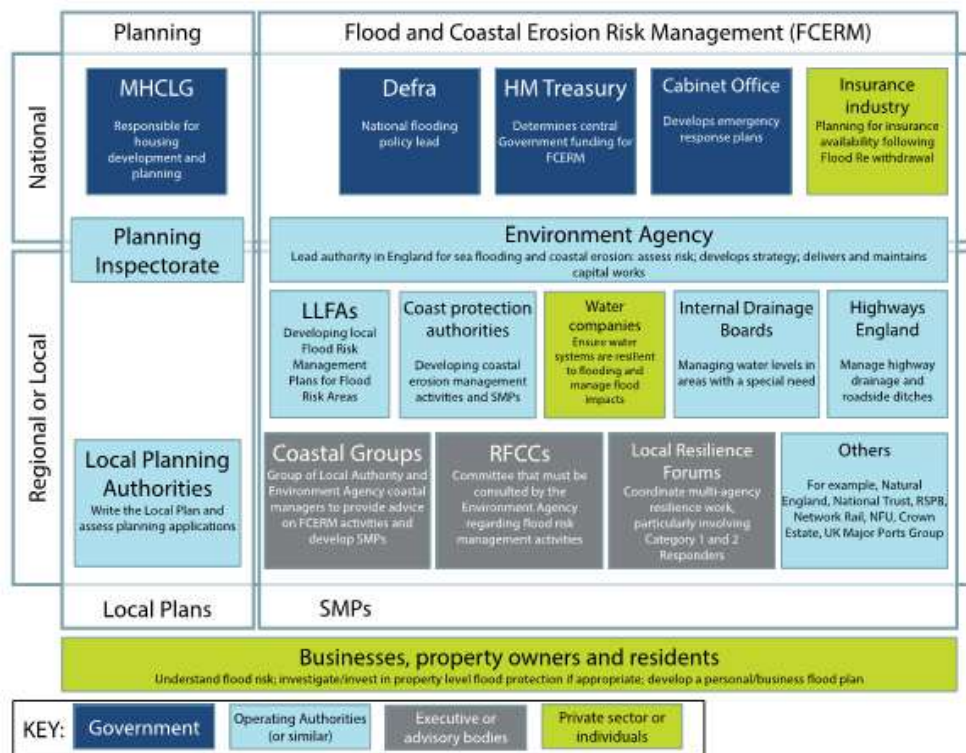 Planning
Flood and Coastal Erosion Risk Management (FCERM)
National
MHCLG
Responsible for
housing
development and
planning
Defra
National flooding
policy lead
HM Treasury
Determines central
Government funding for
FCERM
Cabinet Office
Develops emergency
response plans
Insurance
industry
Planning for insurance
availability following
Flood Re withdrawal
Planning
Inspectorate
Environment Agency
Lead authority in England for sea flooding and coastal erosion: assess risk; develops strategy; delivers and maintains
capital works
Regional or Local
LLFAs
Developing local
Flood Risk
Management
Plans for Flood
Risk Areas
Coast protection
authorities
Developing coastal
erosion management
activities and SMPs
Water
companies
Ensure water
systems are resilient
to flooding and
manage flood
impacts
Internal Drainage
Boards
Managing water levels in
areas with a special need
Highways
England
Manage highway
drainage and
roadside ditches
Local Planning
Authorities
Write the Local Plan and
assess planning applications
Coastal Groups
Group of Local Authority and
Environment Agency coastal
managers to provide advice
on FCERM activities and
develop SMPs
RFCCs
Committee that must be
consulted by the
Environment Agency
regarding flood risk
management activities
Local Resilience
Forums
Coordinate multi-agency
resilience work,
particularly involving
Category 1 and 2
Responders
Others
For example, Natural
England, National Trust, RSPB,
Network Rail, NFU, Crown
Estate, UK Major Ports Group
Local Plans
SMPs
Businesses, property owners and residents
Understand flood risk; investigate/invest in property level flood protection if appropriate; develop a personal/business flood plan
KEY:
Government
Operating Authorities
(or similar)
Executive or
advisory bodies
Private sector or
individuals